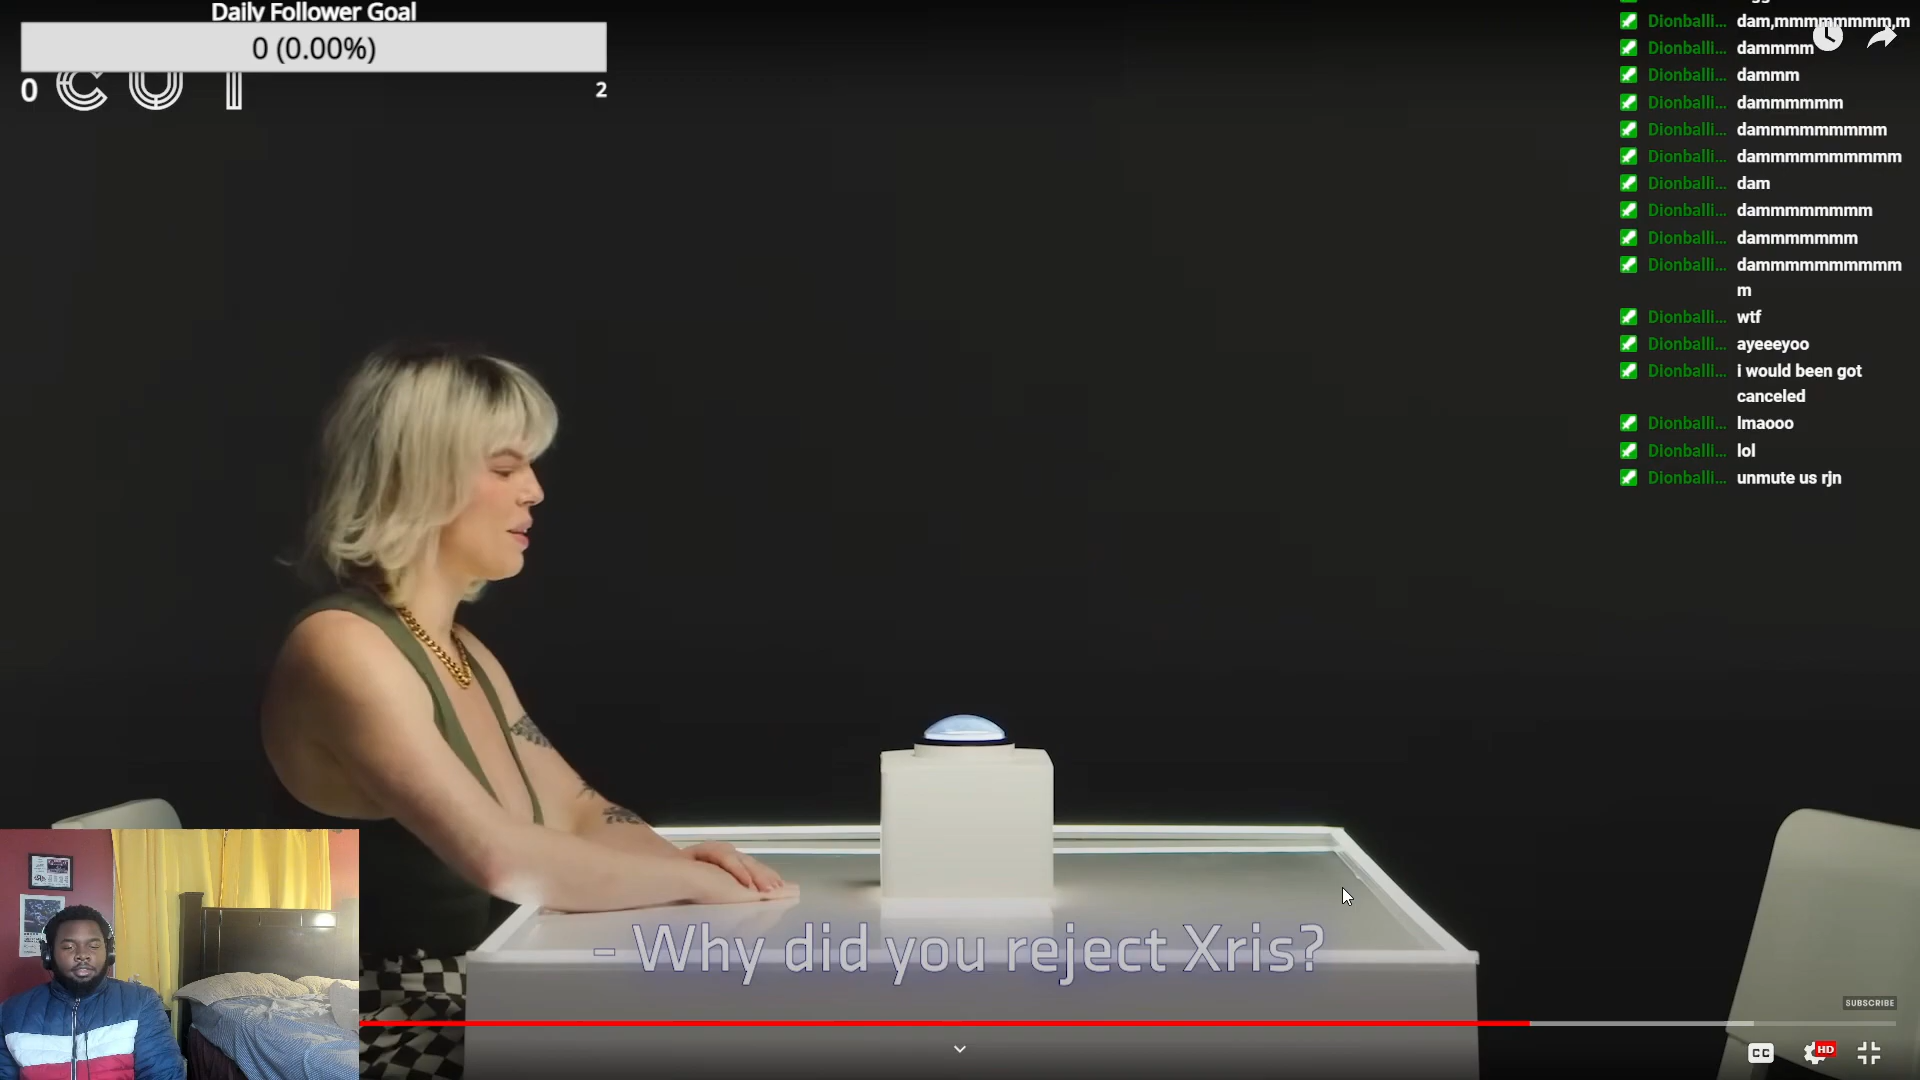 Daily Follower Goal
0 (0.00%)
0
2
CUT
Dionballi... dam,mmmmmmmm,m
Dionballi... dammmm
Dionballi... dammm
Dionballi... dammmmmm
Dionballi... dammmmmmmmm
Dionballi... dammmmmmmmmm
Dionballi... dam
Dionballi... dammmmmmmm
Dionballi... dammmmmmm
Dionballi... dammmmmmmmmm
m
Dionballi... wtf
Dionballi... ayeeeyoo
Dionballi... i would been got
canceled
Dionballi... lmaooo
Dionballi... lol
Dionballi... unmute us rjn
- Why did you reject Xris?
SUBSCRIBE
CC
HD